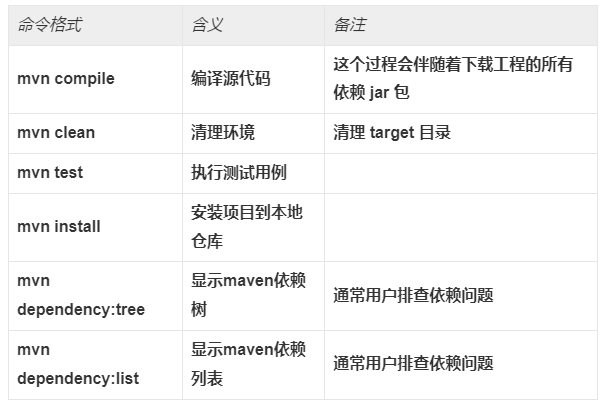 命令格式 含义 备注
mvn compile 编译源代码 这个过程会伴随着下载工程的所有
依赖 jar 包
mvn clean 清理环境 清理 target 目录
mvn test 执行测试用例
mvn install 安装项目到本地
仓库
mvn
dependency:tree
显示maven依赖
树
通常用户排查依赖问题
mvn
dependency:list
显示maven依赖
列表
通常用户排查依赖问题